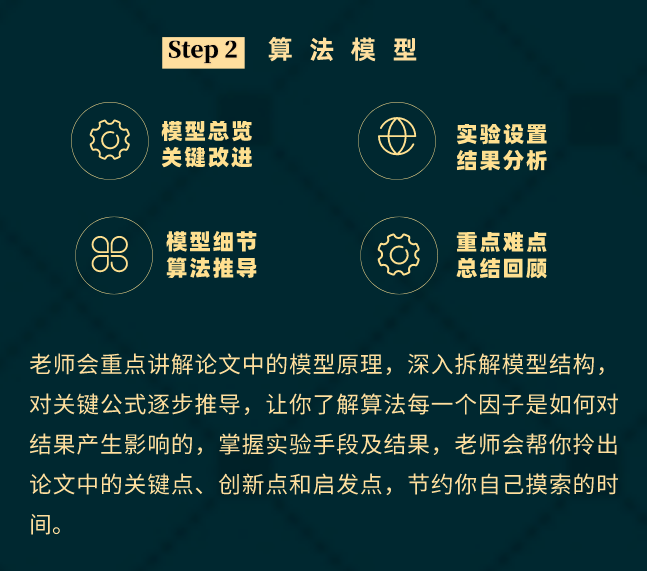 Step 2 算法模型
模型总览
关键改进
实验设置
结果分析
模型细节
算法推导
重点难点
总结回顾
老师会重点讲解论文中的模型原理，深入拆解模型结构，
对关键公式逐步推导，让你了解算法每一个因子是如何对
结果产生影响的，掌握实验手段及结果，老师会帮你拎出
论文中的关键点、创新点和启发点，节约你自己摸索的时
间。